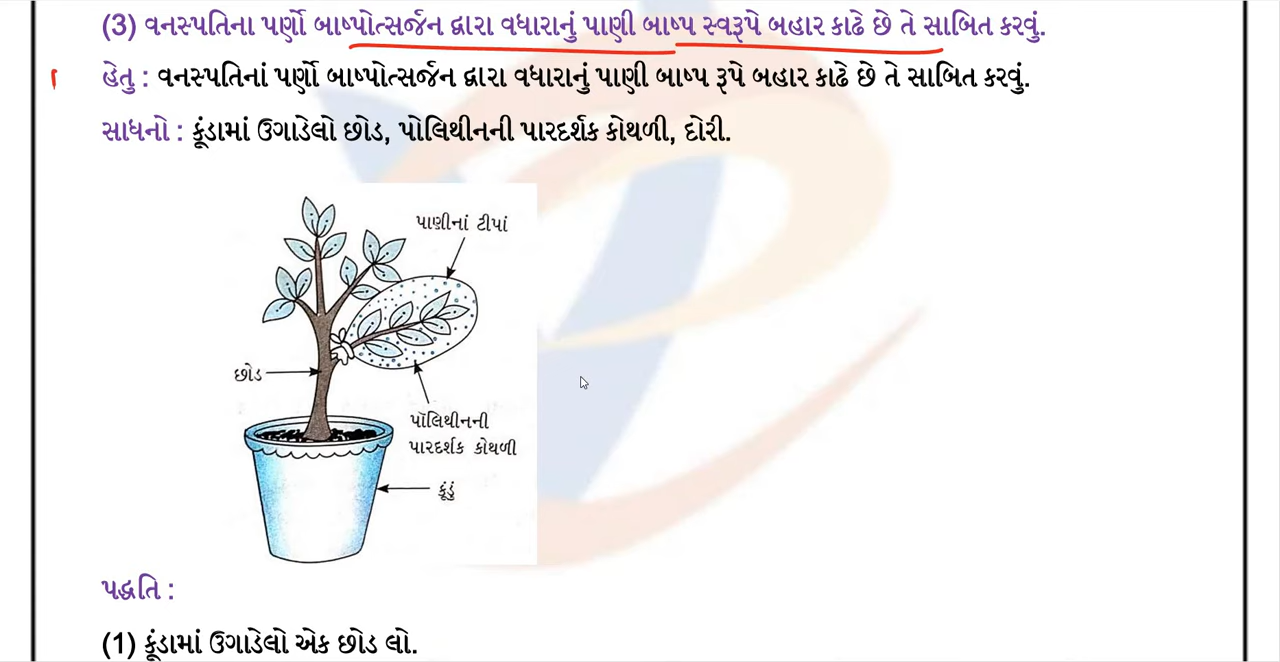 (3) વનસ્પતિના પર્ણો બાષ્પોત્સર્જન દ્વારા વધારાનું પાણી બાષ્પ સ્વરૂપે બહાર કાઢે છે તે સાબિત કરવું.
હેતુ : વનસ્પતિનાં પર્ણો બાષ્પોત્સર્જન દ્વારા વધારાનું પાણી બાષ્પ રૂપે બહાર કાઢે છે તે સાબિત કરવું.
સાધનો : કૂંડામાં ઉગાડેલો છોડ, પોલિથીનની પારદર્શક કોથળી, દોરી.
પાણીનાં ટીપાં
છોડ
પૉલિથીનની
પારદર્શક કોથળી
કૂંડું
પદ્ધતિ :
(1) કૂંડામાં ઉગાડેલો એક છોડ લો.